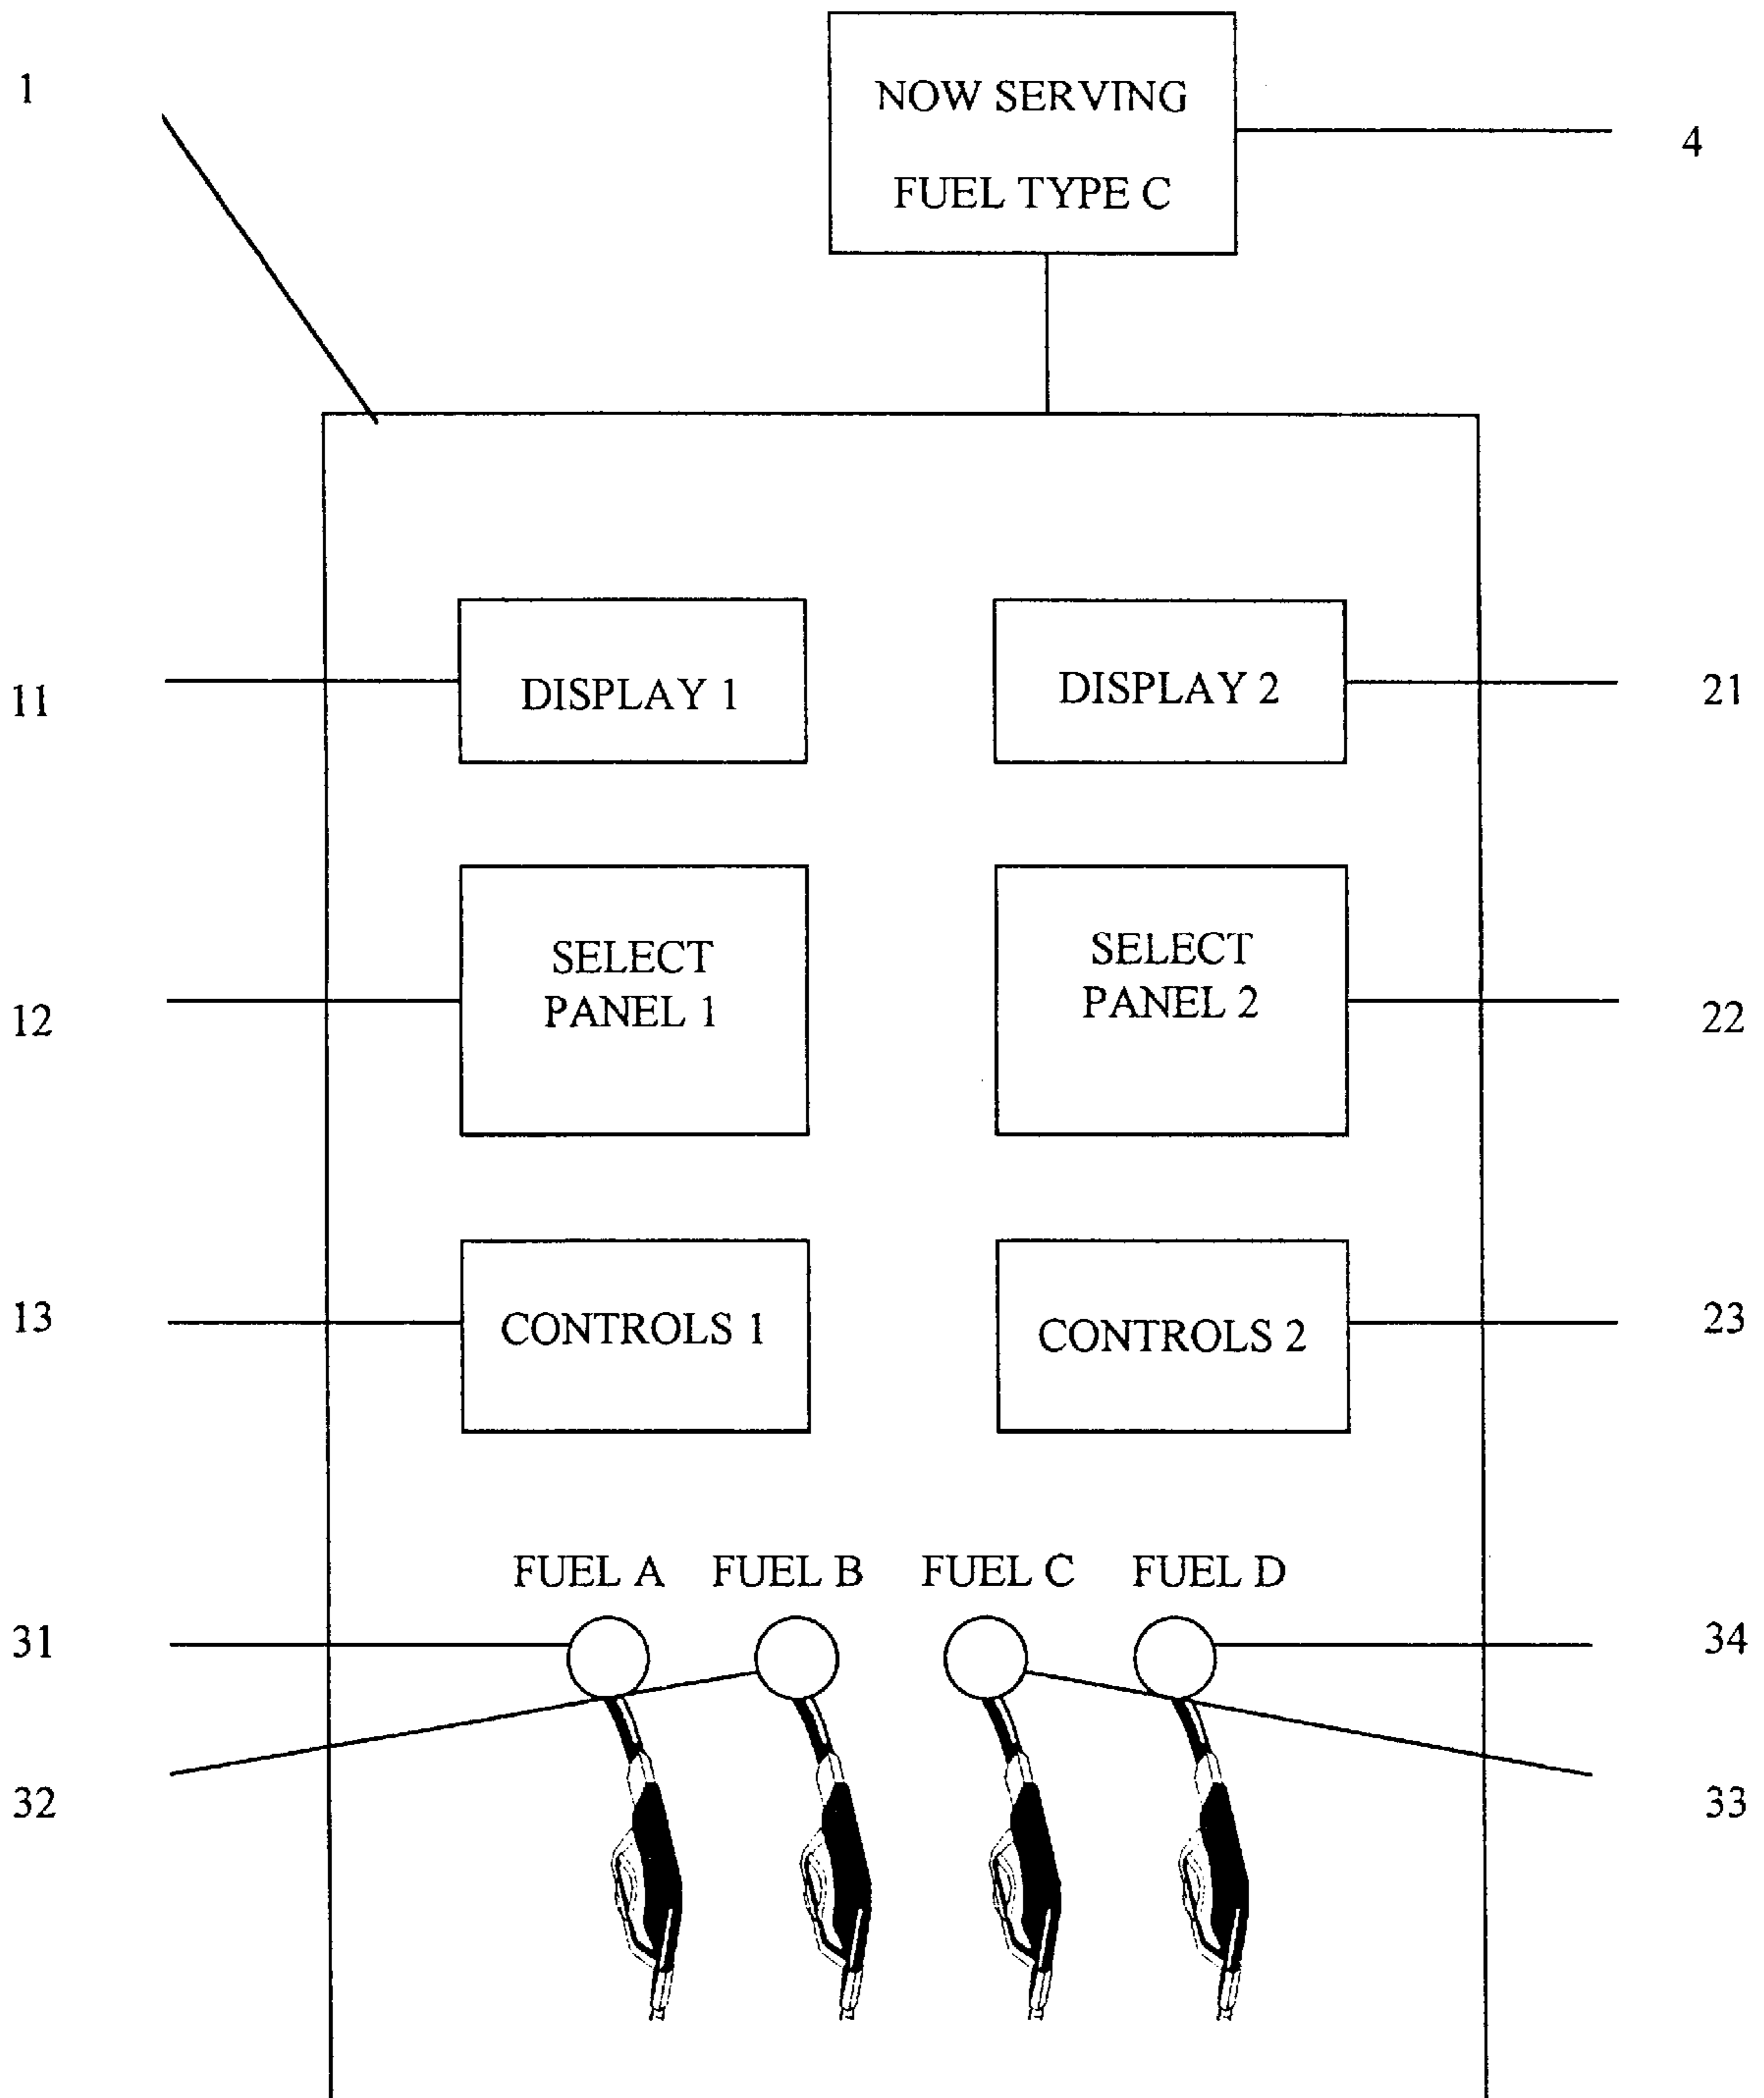 1
NOW SERVING
FUEL TYPE C
4
11
DISPLAY 1
DISPLAY 2
21
12
SELECT
PANEL 1
SELECT
PANEL 2
22
13
CONTROLS 1
CONTROLS 2
23
FUEL A FUEL B FUEL C FUEL D
31
34
32
33